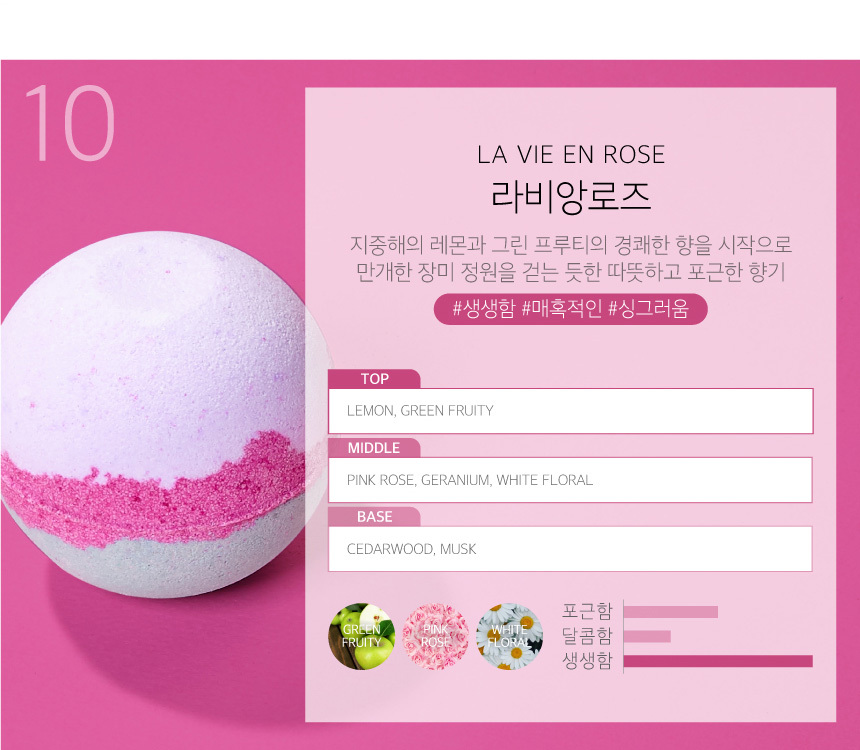 10
LA VIE EN ROSE
라비앙로즈
지중해의 레몬과 그린 프루티의 경쾌한 향을 시작으로
만개한 장미 정원을 걷는 듯한 따뜻하고 포근한 향기
#생생함 #매혹적인 #싱그러움
TOP
LEMON, GREEN FRUITY
MIDDLE
PINK ROSE, GERANIUM, WHITE FLORAL
BASE
CEDARWOOD, MUSK
GREEN
FRUITY
PINK
ROSE
WHITE
FLORAL
포근함
달콤함
생생함